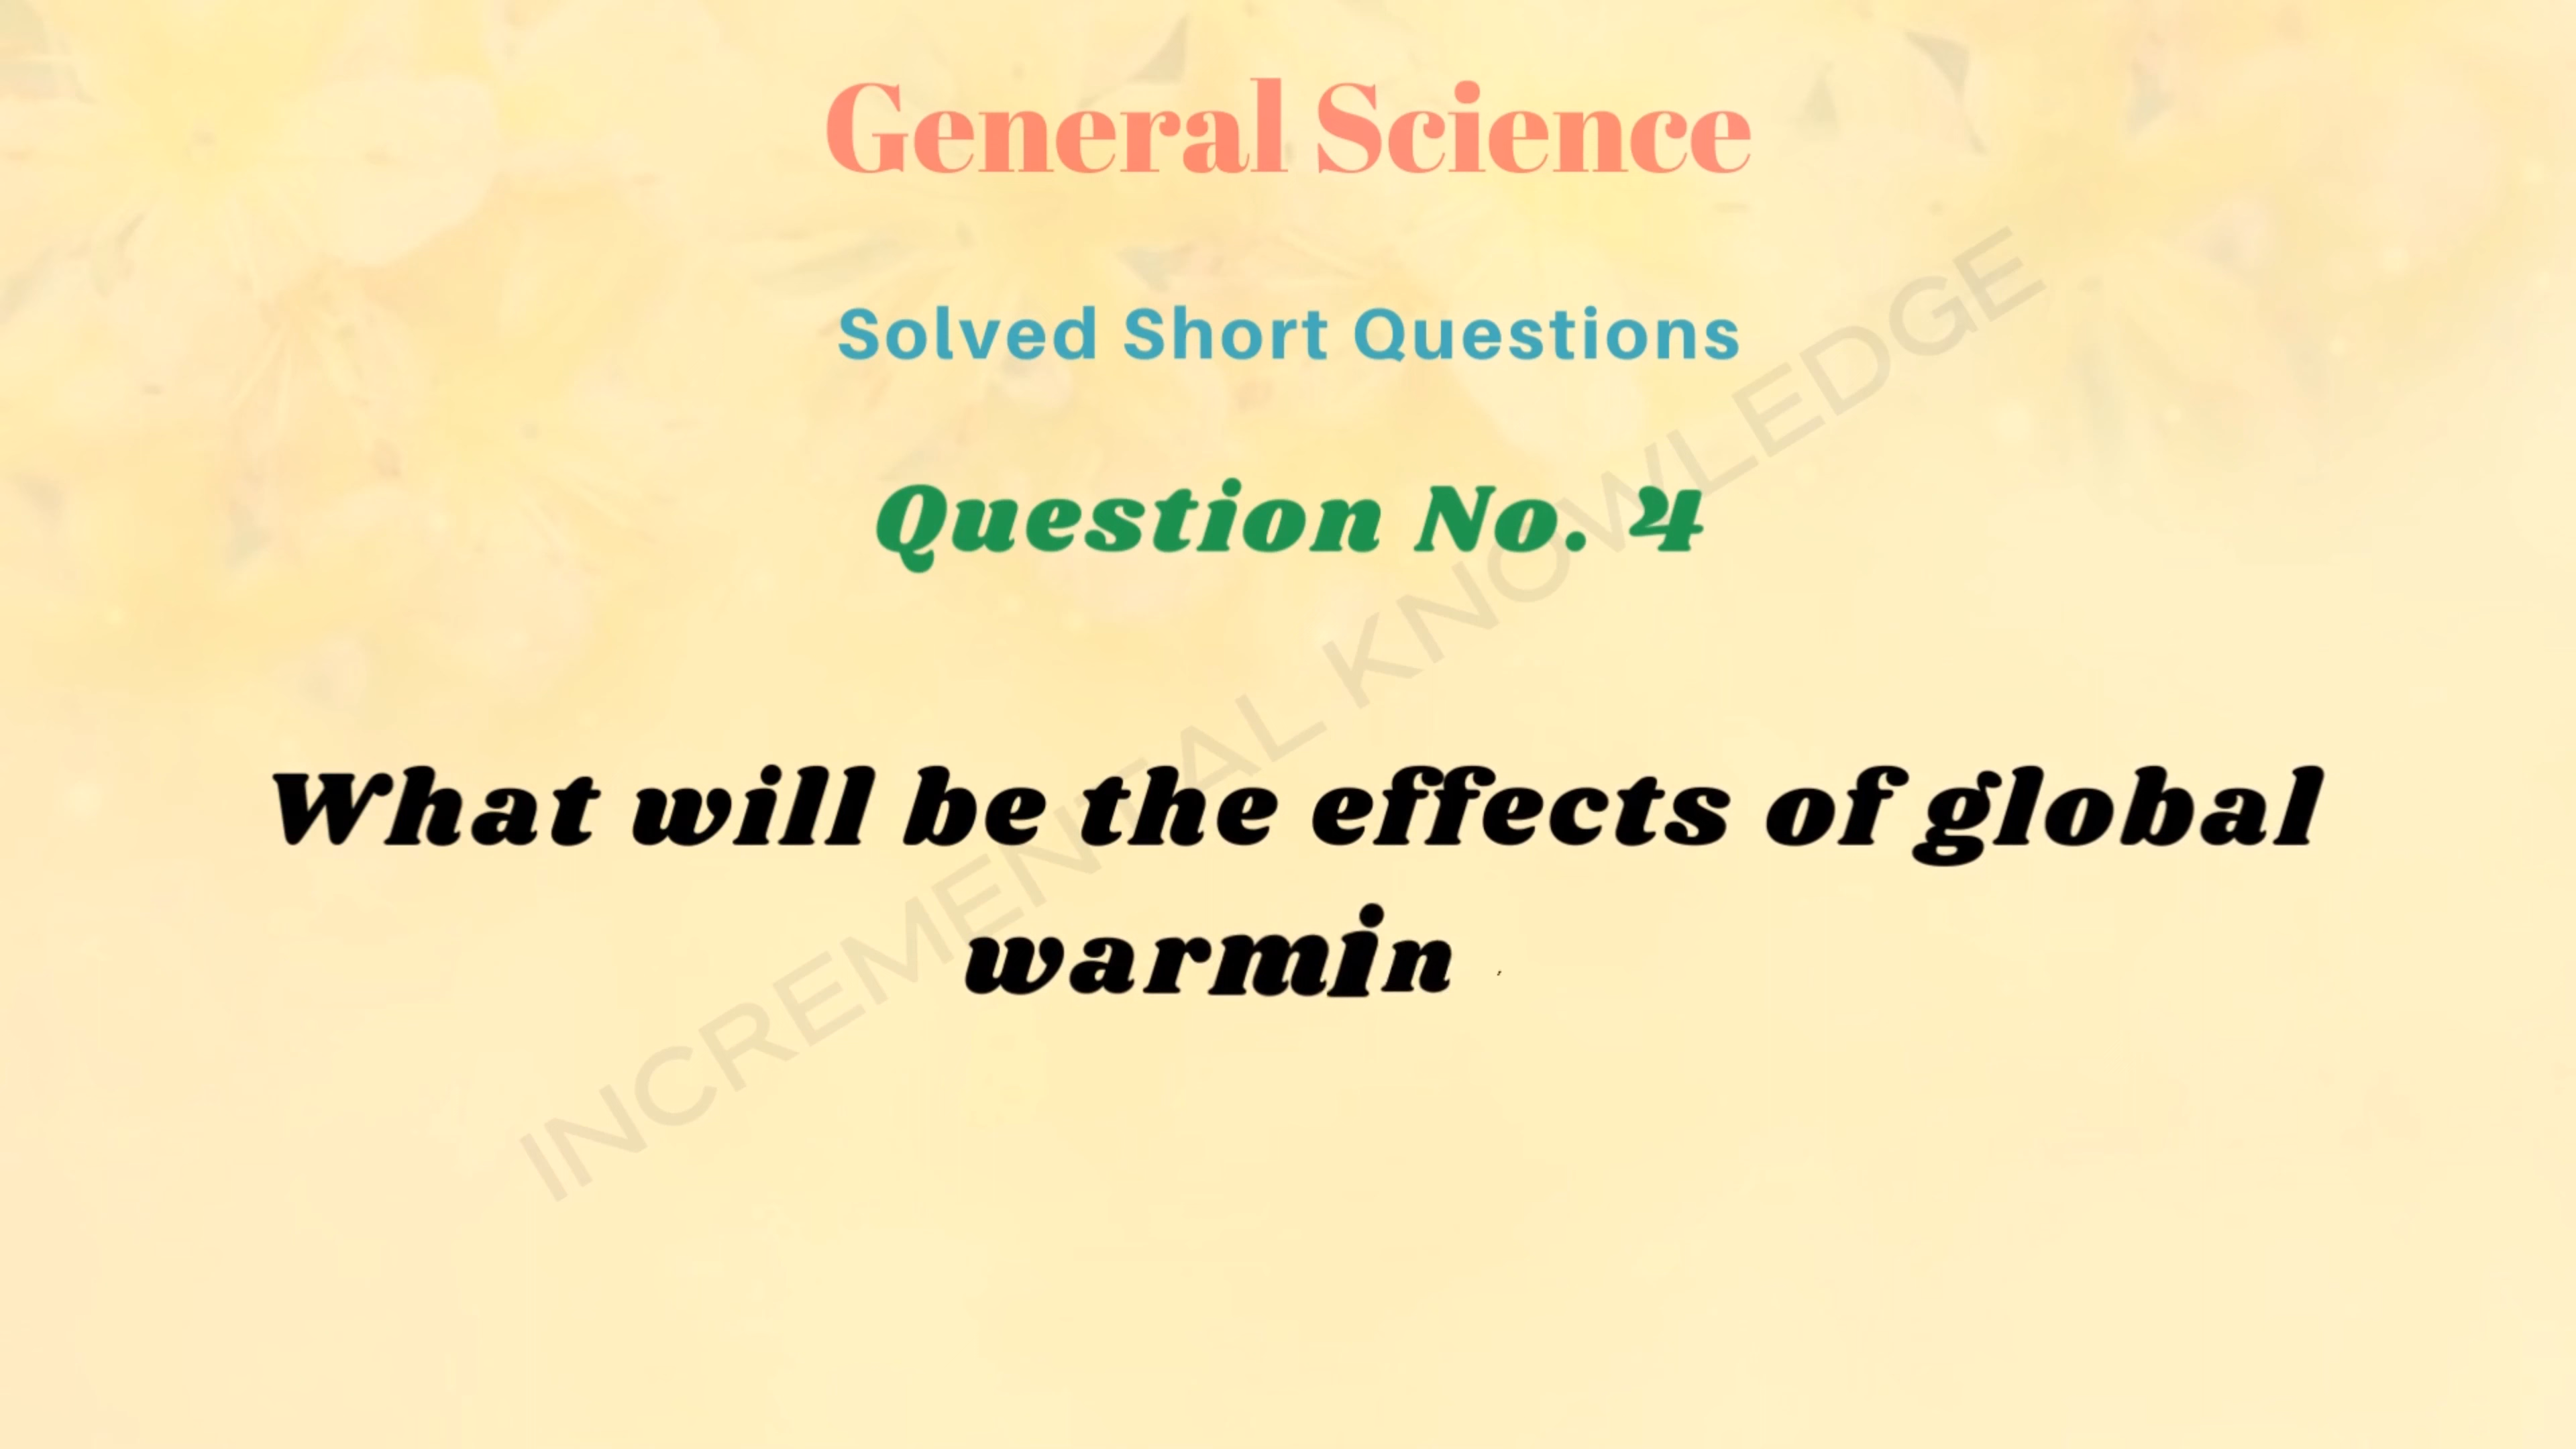 General Science
Solved Short Questions
Question No. 4
What will be the effects of global
warmin
INCREMENTAL KNOWLEDGE